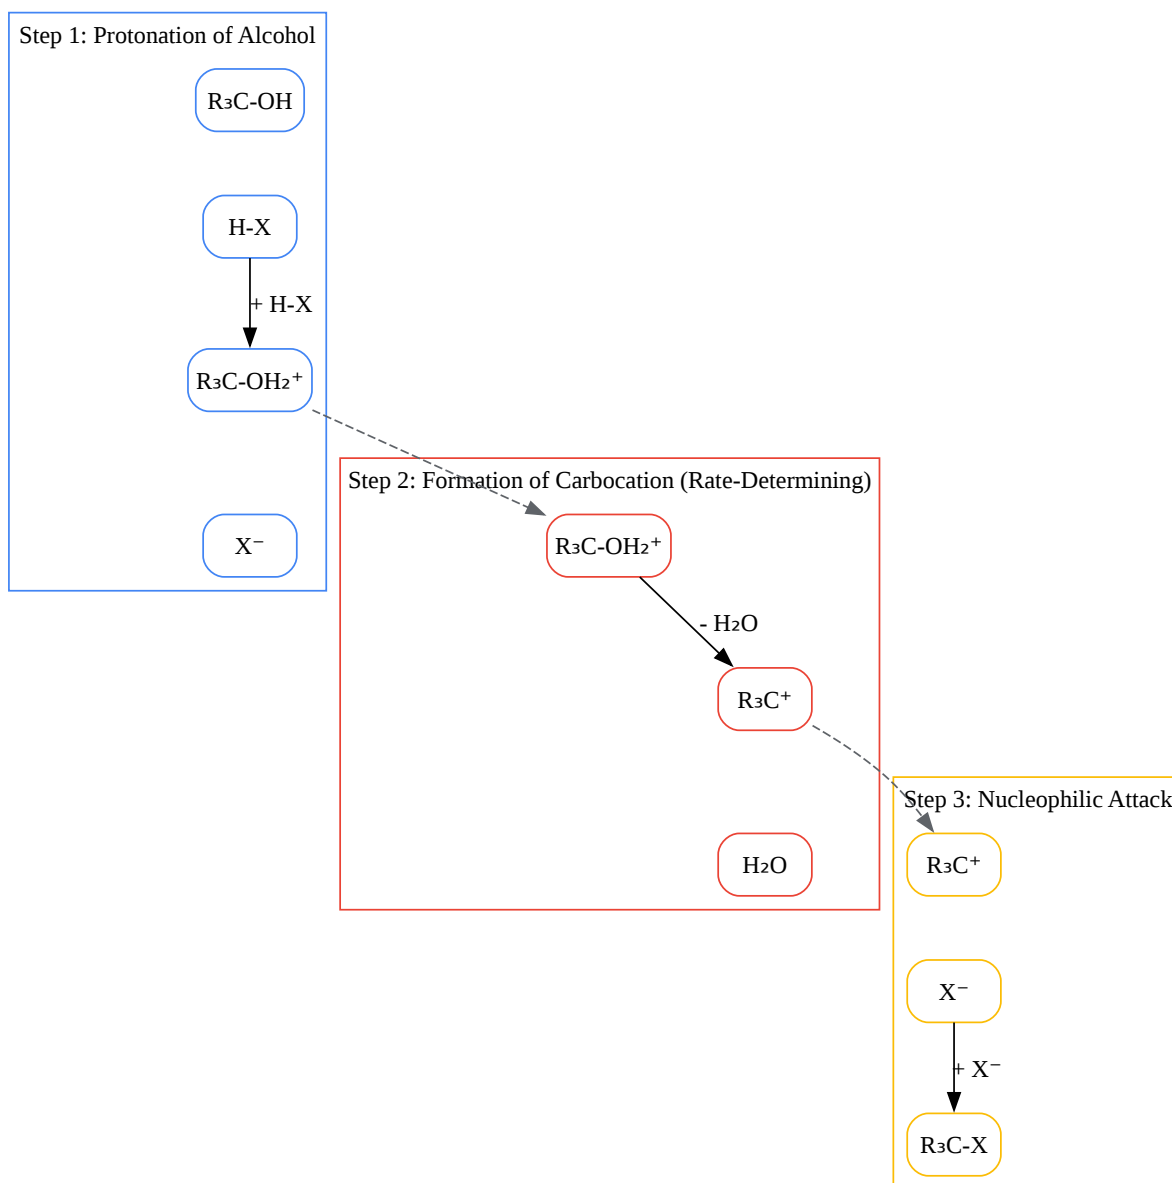 Step 1: Protonation of Alcohol
R₃C-OH
H-X
+ H-X
R₃C-OH₂⁺
X⁻
Step 2: Formation of Carbocation (Rate-Determining)
R₃C-OH₂⁺
- H₂O
R₃C⁺
H₂O
Step 3: Nucleophilic Attack
R₃C⁺
X⁻
+ X⁻
R₃C-X